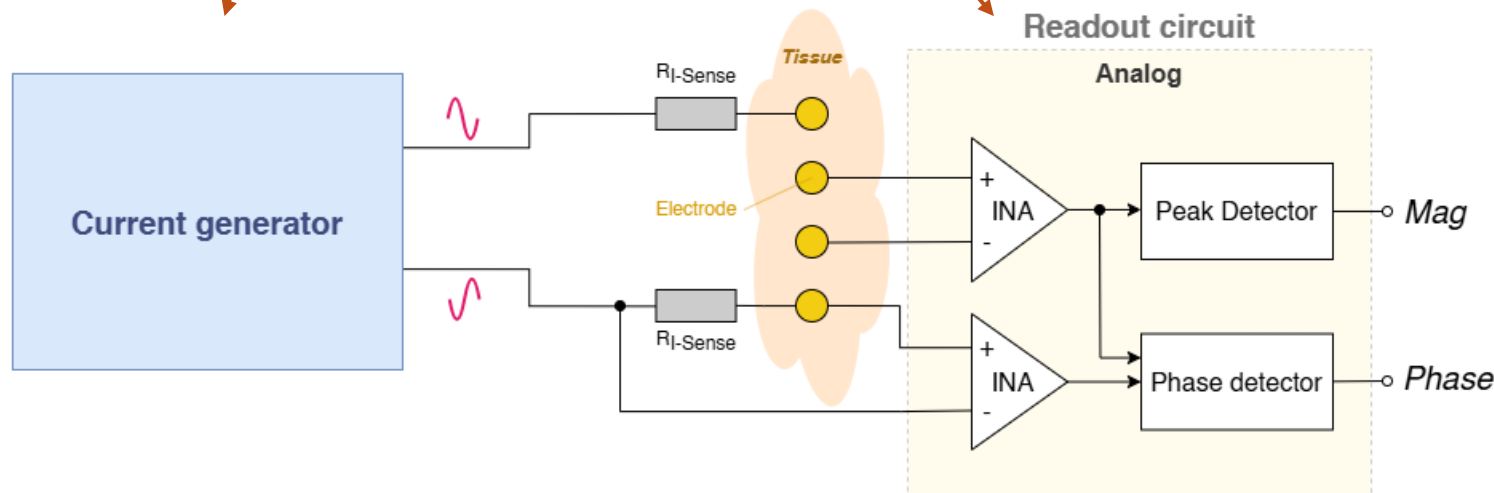 Readout circuit
Analog
Tissue
RI-Sense
Current generator
Electrode
+
INA
-
Peak Detector
Mag
RI-Sense
+
INA
-
Phase detector
Phase